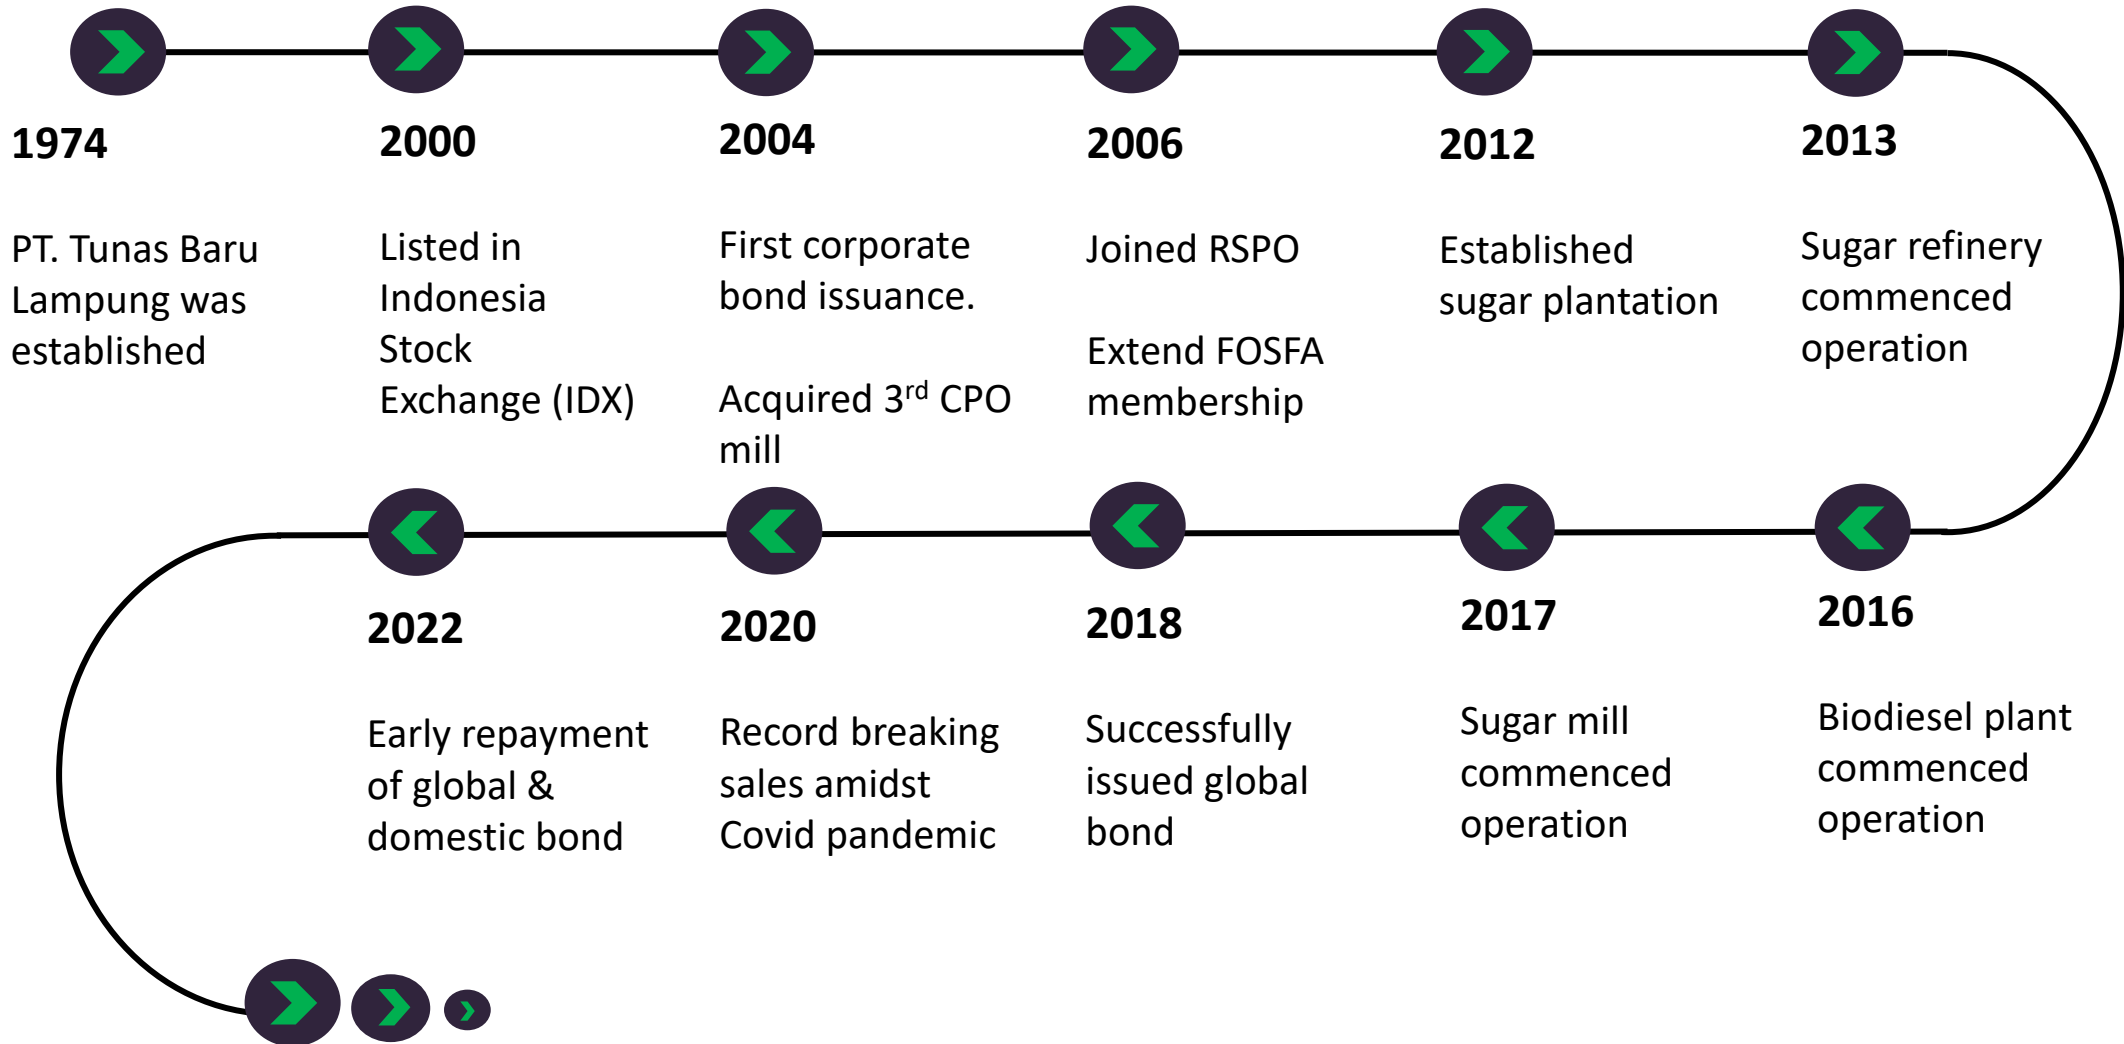 1974
PT. Tunas Baru
Lampung was
established
2000
Listed in
Indonesia
Stock
Exchange (IDX)
2004
First corporate
bond issuance.
Acquired 3rd CPO
mill
2006
Joined RSPO
Extend FOSFA
membership
2012
Established
sugar plantation
2013
Sugar refinery
commenced
operation
2016
Biodiesel plant
commenced
operation
2017
Sugar mill
commenced
operation
2018
Successfully
issued global
bond
2020
Record breaking
sales amidst
Covid pandemic
2022
Early repayment
of global &
domestic bond